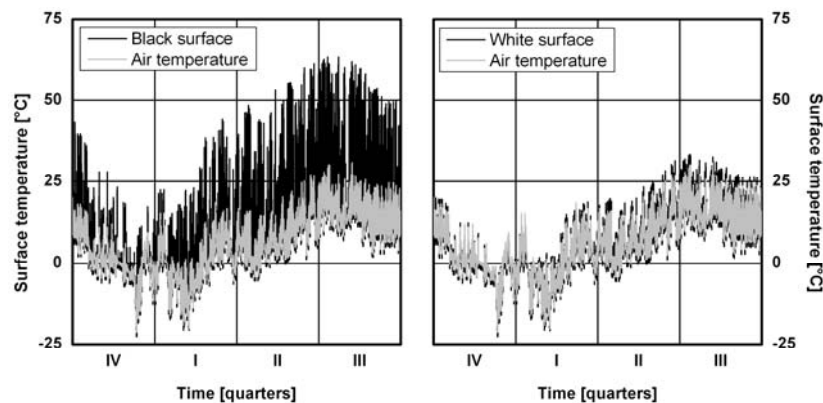 75
Black surface
Air temperature
50
25
0
-25
Surface temperature [°C]
IV
I
II
III
Time [quarters]
White surface
Air temperature
75
50
25
0
-25
Surface temperature [°C]
IV
I
II
III
Time [quarters]